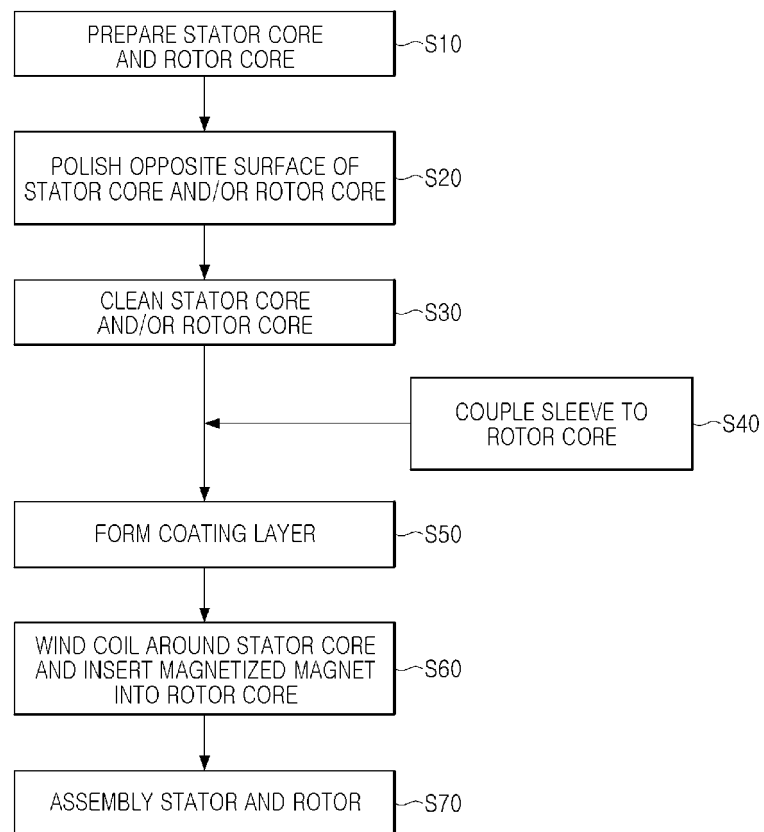 PREPARE STATOR CORE
AND ROTOR CORE
S10
POLISH OPPOSITE SURFACE OF
STATOR CORE AND/OR ROTOR CORE
S20
CLEAN STATOR CORE
AND/OR ROTOR CORE
S30
COUPLE SLEEVE TO
ROTOR CORE
S40
FORM COATING LAYER
S50
WIND COIL AROUND STATOR CORE
AND INSERT MAGNETIZED MAGNET
INTO ROTOR CORE
S60
ASSEMBLY STATOR AND ROTOR
S70